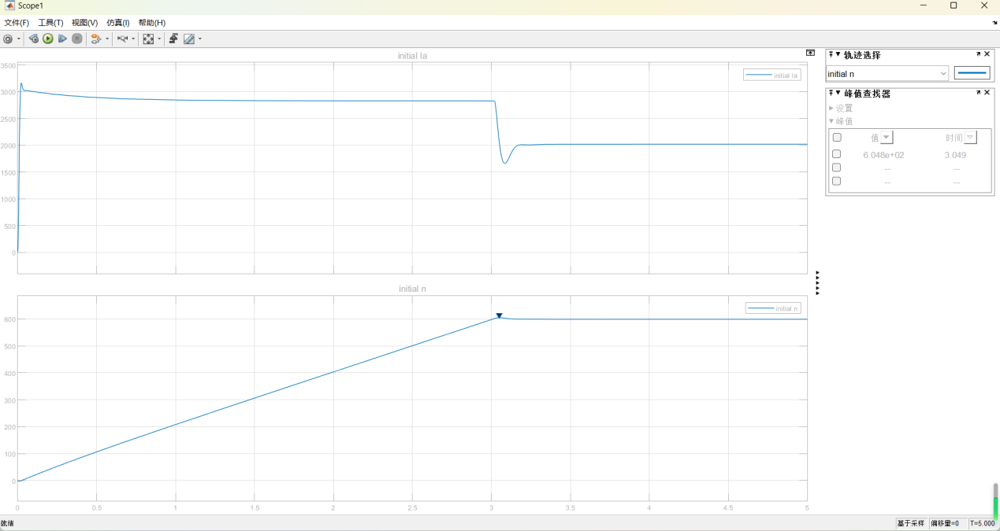 Scope1
文件(F) 工具(T) 视图(V) 仿真(I) 帮助(H)
initial Ia
3500
3000
2500
2000
1500
1000
500
0
initial Ia
initial n
600
500
400
300
200
100
0
initial n
0 0.5 1 1.5 2 2.5 3 3.5 4 4.5 5
轨迹选择
initial n
峰值查找器
设置
峰值
值 时间
6.048e+02 3.049
-- --
-- --
就绪 基于采样 偏移量=0 T=5.000